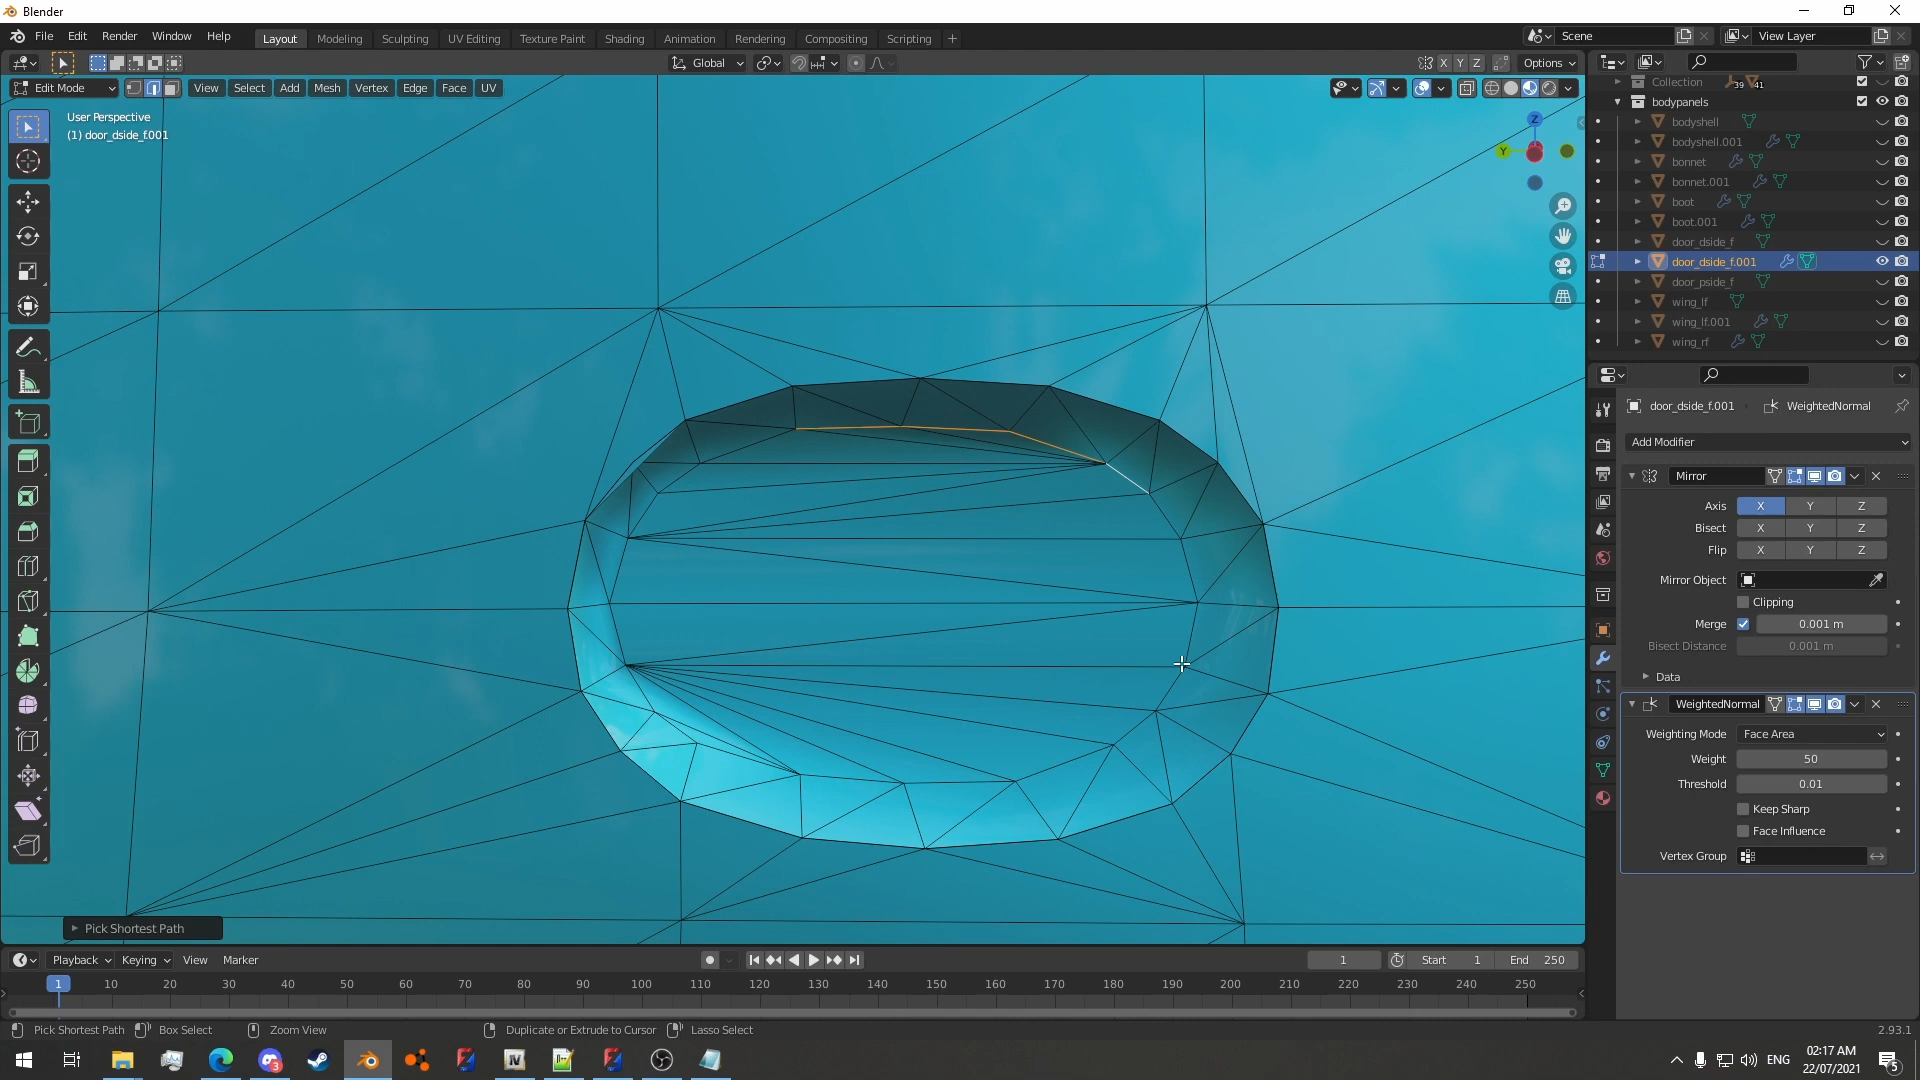 Blender
File Edit Render Window Help
Layout Modeling Sculpting UV Editing Texture Paint Shading Animation Rendering Compositing Scripting +
Scene
View Layer
Global
X Y Z
Options
Edit Mode View Select Add Mesh Vertex Edge Face UV
User Perspective
(1) door_dside_f.001
Z
Y
Pick Shortest Path
Collection 39 41
bodypanels
bodyshell
bodyshell.001
bonnet
bonnet.001
boot
boot.001
door_dside_f
door_dside_f.001
door_pside_f
wing_lf
wing_lf.001
wing_rf
door_dside_f.001 WeightedNormal
Add Modifier
Mirror
Axis X Y Z
Bisect X Y Z
Flip X Y Z
Mirror Object
Clipping
Merge 0.001 m
Bisect Distance 0.001 m
Data
WeightedNormal
Weighting Mode Face Area
Weight 50
Threshold 0.01
Keep Sharp
Face Influence
Vertex Group
Playback Keying View Marker
1 Start 1 End 250
1 10 20 30 40 50 60 70 80 90 100 110 120 130 140 150 160 170 180 190 200 210 220 230 240 250
Pick Shortest Path Box Select Zoom View Duplicate or Extrude to Cursor Lasso Select 2.93.1
3
ENG
02:17 AM
22/07/2021
5